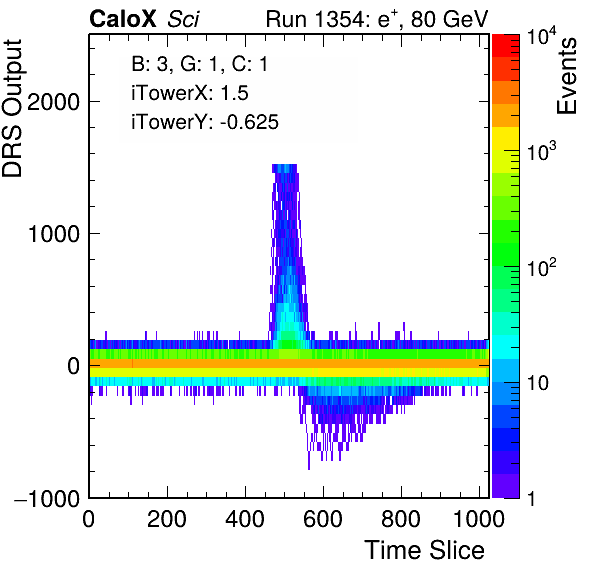 CaloX Sci Run 1354: e⁺, 80 GeV
B: 3, G: 1, C: 1
iTowerX: 1.5
iTowerY: -0.625
DRS Output
2000
1000
0
−1000
0 200 400 600 800 1000
Time Slice
Events
10⁴
10³
10²
10
1